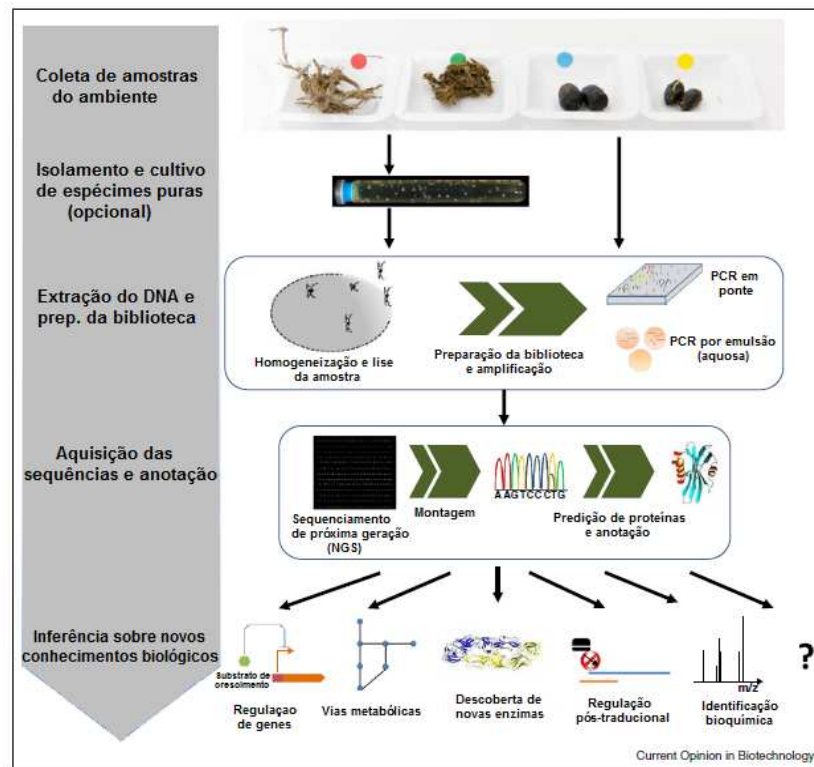 Coleta de amostras
do ambiente
Isolamento e cultivo
de espécimes puras
(opcional)
Extração do DNA e
prep. da biblioteca
Homogeneização e lise
da amostra
Preparação da biblioteca
e amplificação
PCR em
ponte
PCR por emulsão
(aquosa)
Aquisição das
sequências e anotação
Sequenciamento
de próxima geração
(NGS)
Montagem
A AGTCC CTG
Predição de proteínas
e anotação
Inferência sobre novos
conhecimentos biológicos
Substrato de
crescimento
Regulaçao
de genes
Vias metabólicas
Descoberta de
novas enzimas
Regulação
pós-traducional
m/z
Identificação
bioquímica
?
Current Opinion in Biotechnology